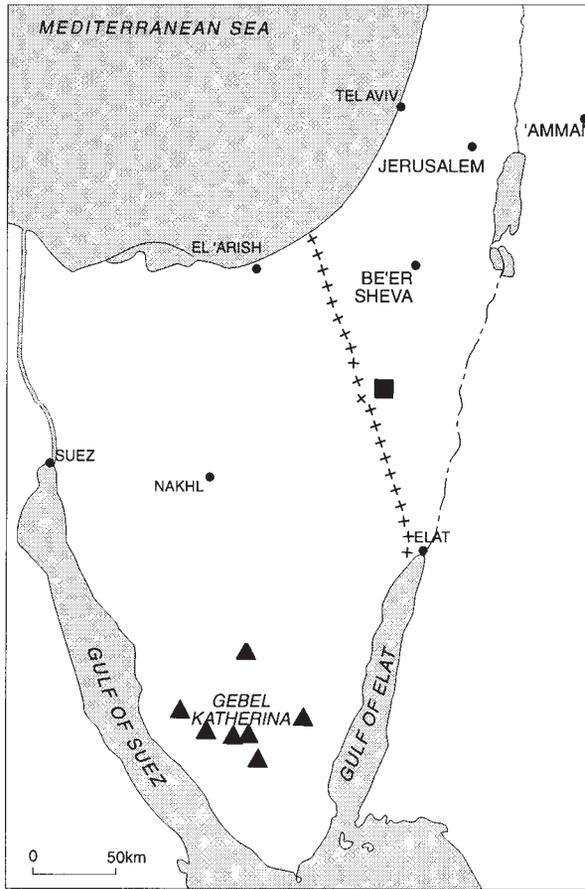 MEDITERRANEAN SEA
TEL AVIV
'AMMAN
JERUSALEM
EL 'ARISH
BE'ER
SHEVA
SUEZ
NAKHL
ELAT
GULF OF SUEZ
GEBEL
KATHERINA
GULF OF ELAT
0 50km